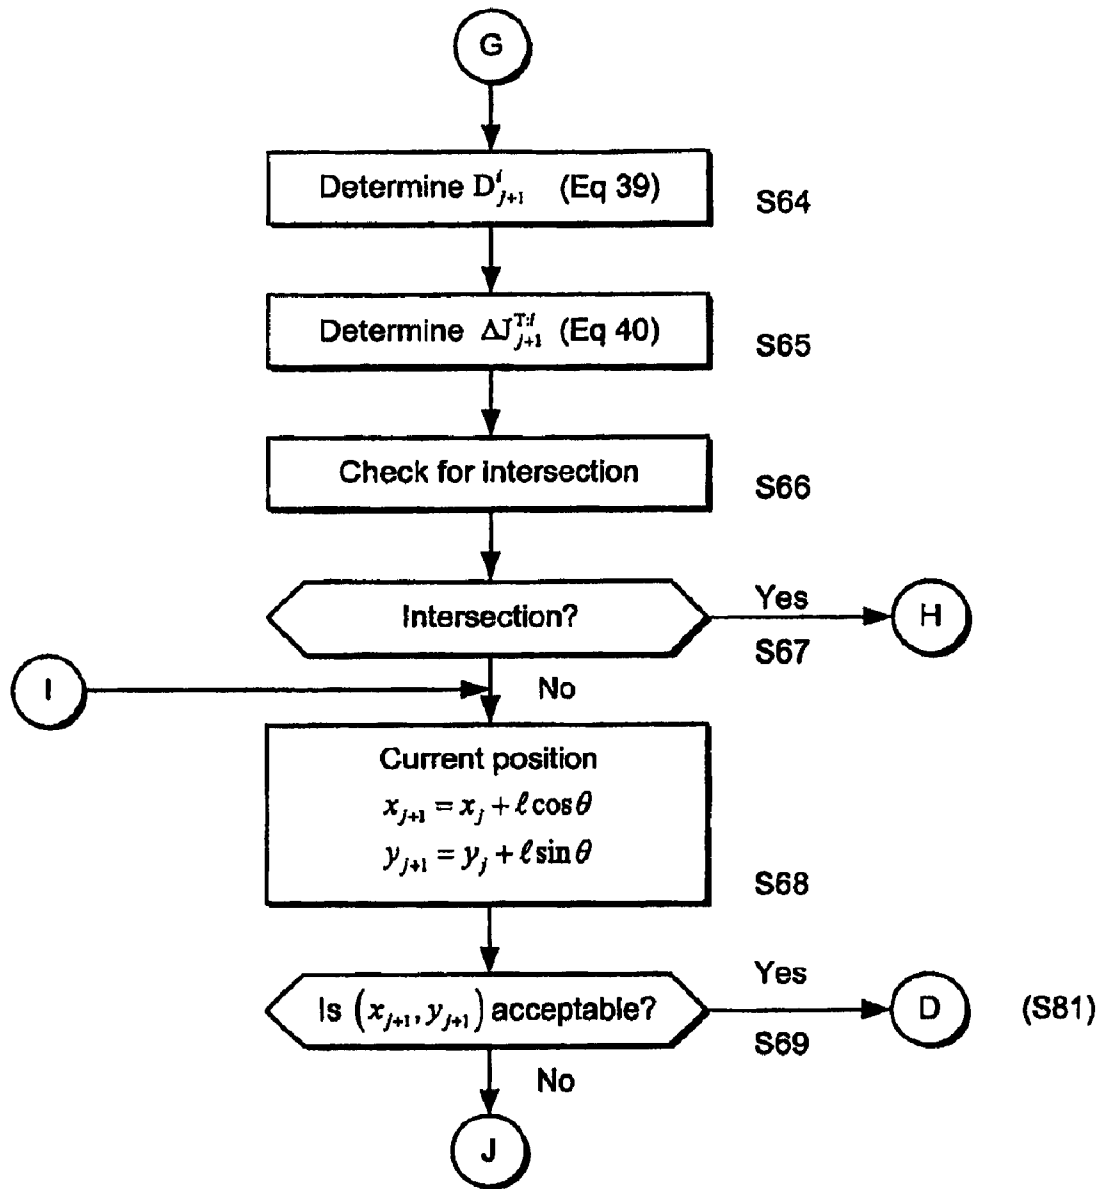 G
Determine D^i_{j+1} (Eq 39)
S64
Determine ΔJ^{T:i}_{j+1} (Eq 40)
S65
Check for intersection
S66
Intersection?
Yes
H
S67
I
No
Current position
x_{j+1} = x_j + ℓ cos θ
y_{j+1} = y_j + ℓ sin θ
S68
Is (x_{j+1}, y_{j+1}) acceptable?
Yes
D
(S81)
S69
No
J